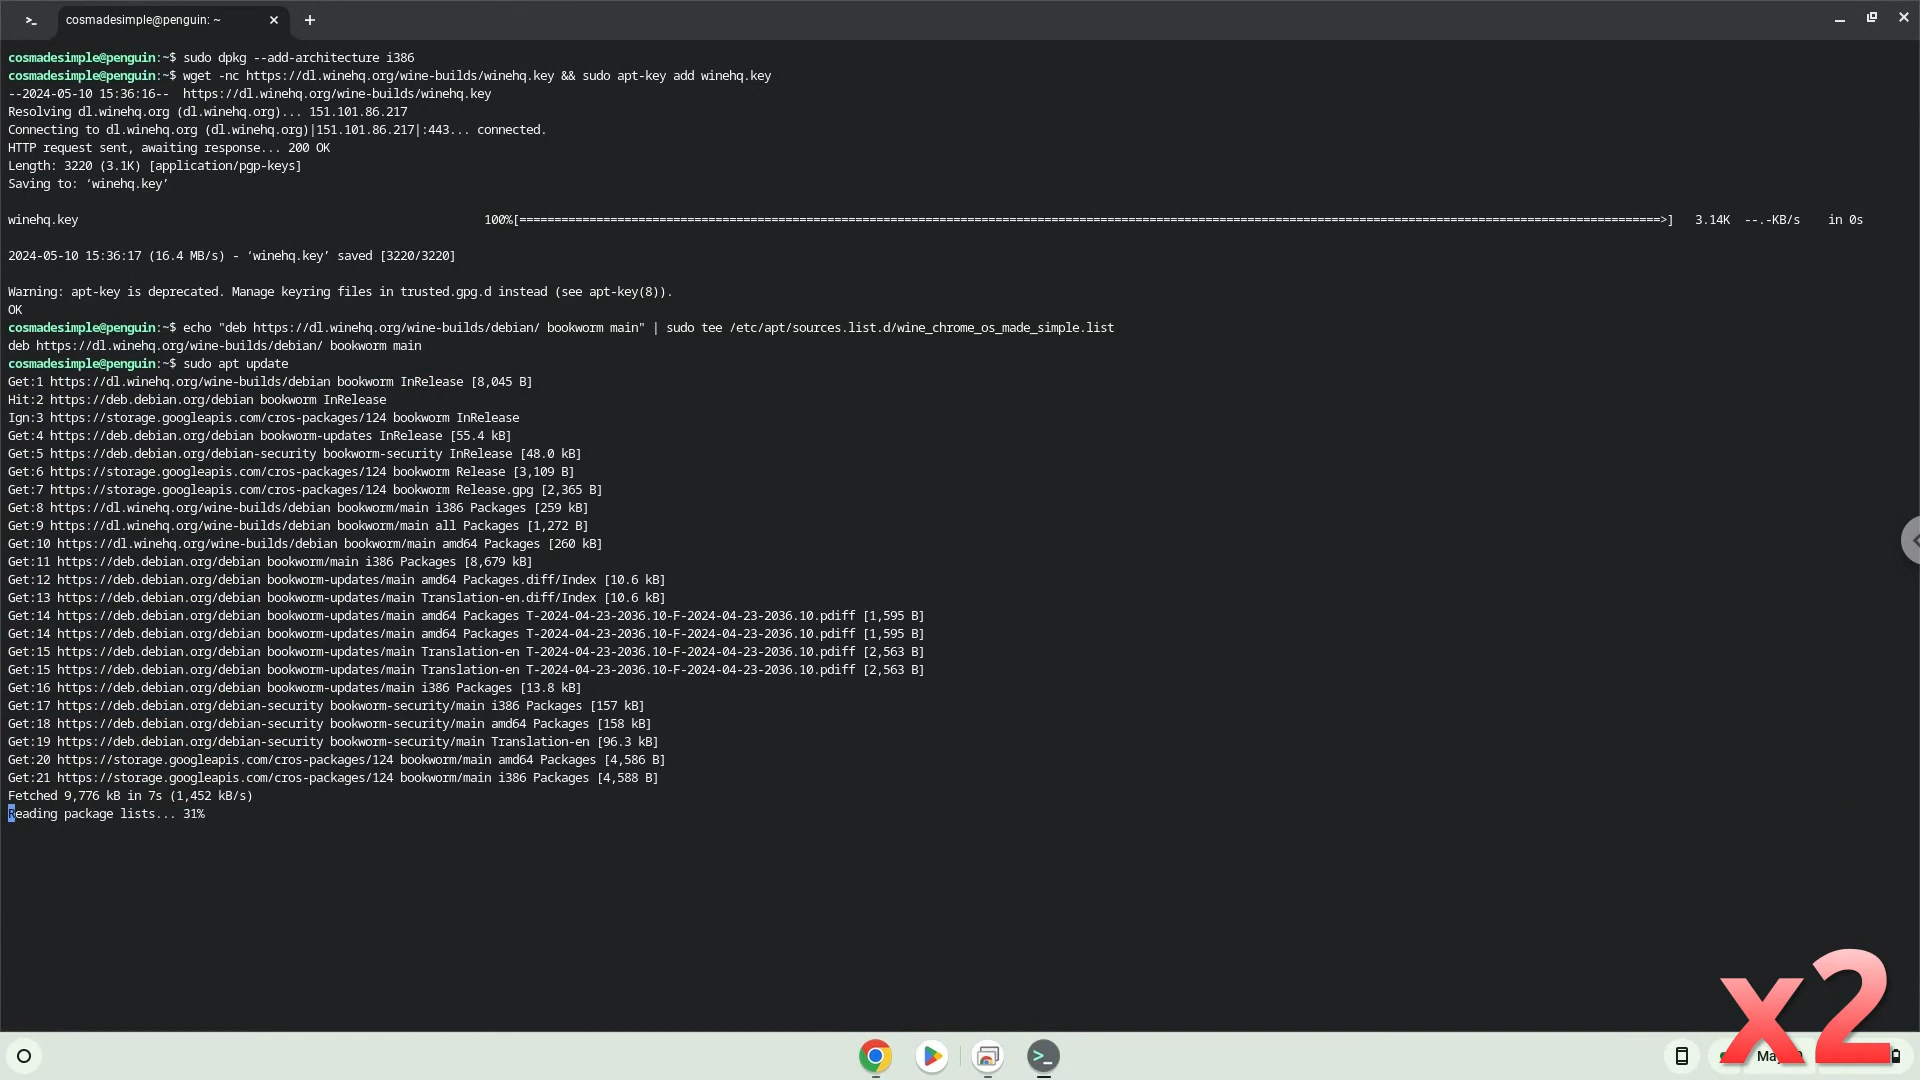 cosmadesimple@penguin: ~
cosmadesimple@penguin:~$ sudo dpkg --add-architecture i386
cosmadesimple@penguin:~$ wget -nc https://dl.winehq.org/wine-builds/winehq.key && sudo apt-key add winehq.key
--2024-05-10 15:36:16--  https://dl.winehq.org/wine-builds/winehq.key
Resolving dl.winehq.org (dl.winehq.org)... 151.101.86.217
Connecting to dl.winehq.org (dl.winehq.org)|151.101.86.217|:443... connected.
HTTP request sent, awaiting response... 200 OK
Length: 3220 (3.1K) [application/pgp-keys]
Saving to: ‘winehq.key’
winehq.key 100%[===================================================================================================================================================================>] 3.14K --.-KB/s in 0s
2024-05-10 15:36:17 (16.4 MB/s) - ‘winehq.key’ saved [3220/3220]
Warning: apt-key is deprecated. Manage keyring files in trusted.gpg.d instead (see apt-key(8)).
OK
cosmadesimple@penguin:~$ echo "deb https://dl.winehq.org/wine-builds/debian/ bookworm main" | sudo tee /etc/apt/sources.list.d/wine_chrome_os_made_simple.list
deb https://dl.winehq.org/wine-builds/debian/ bookworm main
cosmadesimple@penguin:~$ sudo apt update
Get:1 https://dl.winehq.org/wine-builds/debian bookworm InRelease [8,045 B]
Hit:2 https://deb.debian.org/debian bookworm InRelease
Ign:3 https://storage.googleapis.com/cros-packages/124 bookworm InRelease
Get:4 https://deb.debian.org/debian bookworm-updates InRelease [55.4 kB]
Get:5 https://deb.debian.org/debian-security bookworm-security InRelease [48.0 kB]
Get:6 https://storage.googleapis.com/cros-packages/124 bookworm Release [3,109 B]
Get:7 https://storage.googleapis.com/cros-packages/124 bookworm Release.gpg [2,365 B]
Get:8 https://dl.winehq.org/wine-builds/debian bookworm/main i386 Packages [259 kB]
Get:9 https://dl.winehq.org/wine-builds/debian bookworm/main all Packages [1,272 B]
Get:10 https://dl.winehq.org/wine-builds/debian bookworm/main amd64 Packages [260 kB]
Get:11 https://deb.debian.org/debian bookworm/main i386 Packages [8,679 kB]
Get:12 https://deb.debian.org/debian bookworm-updates/main amd64 Packages.diff/Index [10.6 kB]
Get:13 https://deb.debian.org/debian bookworm-updates/main Translation-en.diff/Index [10.6 kB]
Get:14 https://deb.debian.org/debian bookworm-updates/main amd64 Packages T-2024-04-23-2036.10-F-2024-04-23-2036.10.pdiff [1,595 B]
Get:14 https://deb.debian.org/debian bookworm-updates/main amd64 Packages T-2024-04-23-2036.10-F-2024-04-23-2036.10.pdiff [1,595 B]
Get:15 https://deb.debian.org/debian bookworm-updates/main Translation-en T-2024-04-23-2036.10-F-2024-04-23-2036.10.pdiff [2,563 B]
Get:15 https://deb.debian.org/debian bookworm-updates/main Translation-en T-2024-04-23-2036.10-F-2024-04-23-2036.10.pdiff [2,563 B]
Get:16 https://deb.debian.org/debian bookworm-updates/main i386 Packages [13.8 kB]
Get:17 https://deb.debian.org/debian-security bookworm-security/main i386 Packages [157 kB]
Get:18 https://deb.debian.org/debian-security bookworm-security/main amd64 Packages [158 kB]
Get:19 https://deb.debian.org/debian-security bookworm-security/main Translation-en [96.3 kB]
Get:20 https://storage.googleapis.com/cros-packages/124 bookworm/main amd64 Packages [4,586 B]
Get:21 https://storage.googleapis.com/cros-packages/124 bookworm/main i386 Packages [4,588 B]
Fetched 9,776 kB in 7s (1,452 kB/s)
Reading package lists... 31%
x2